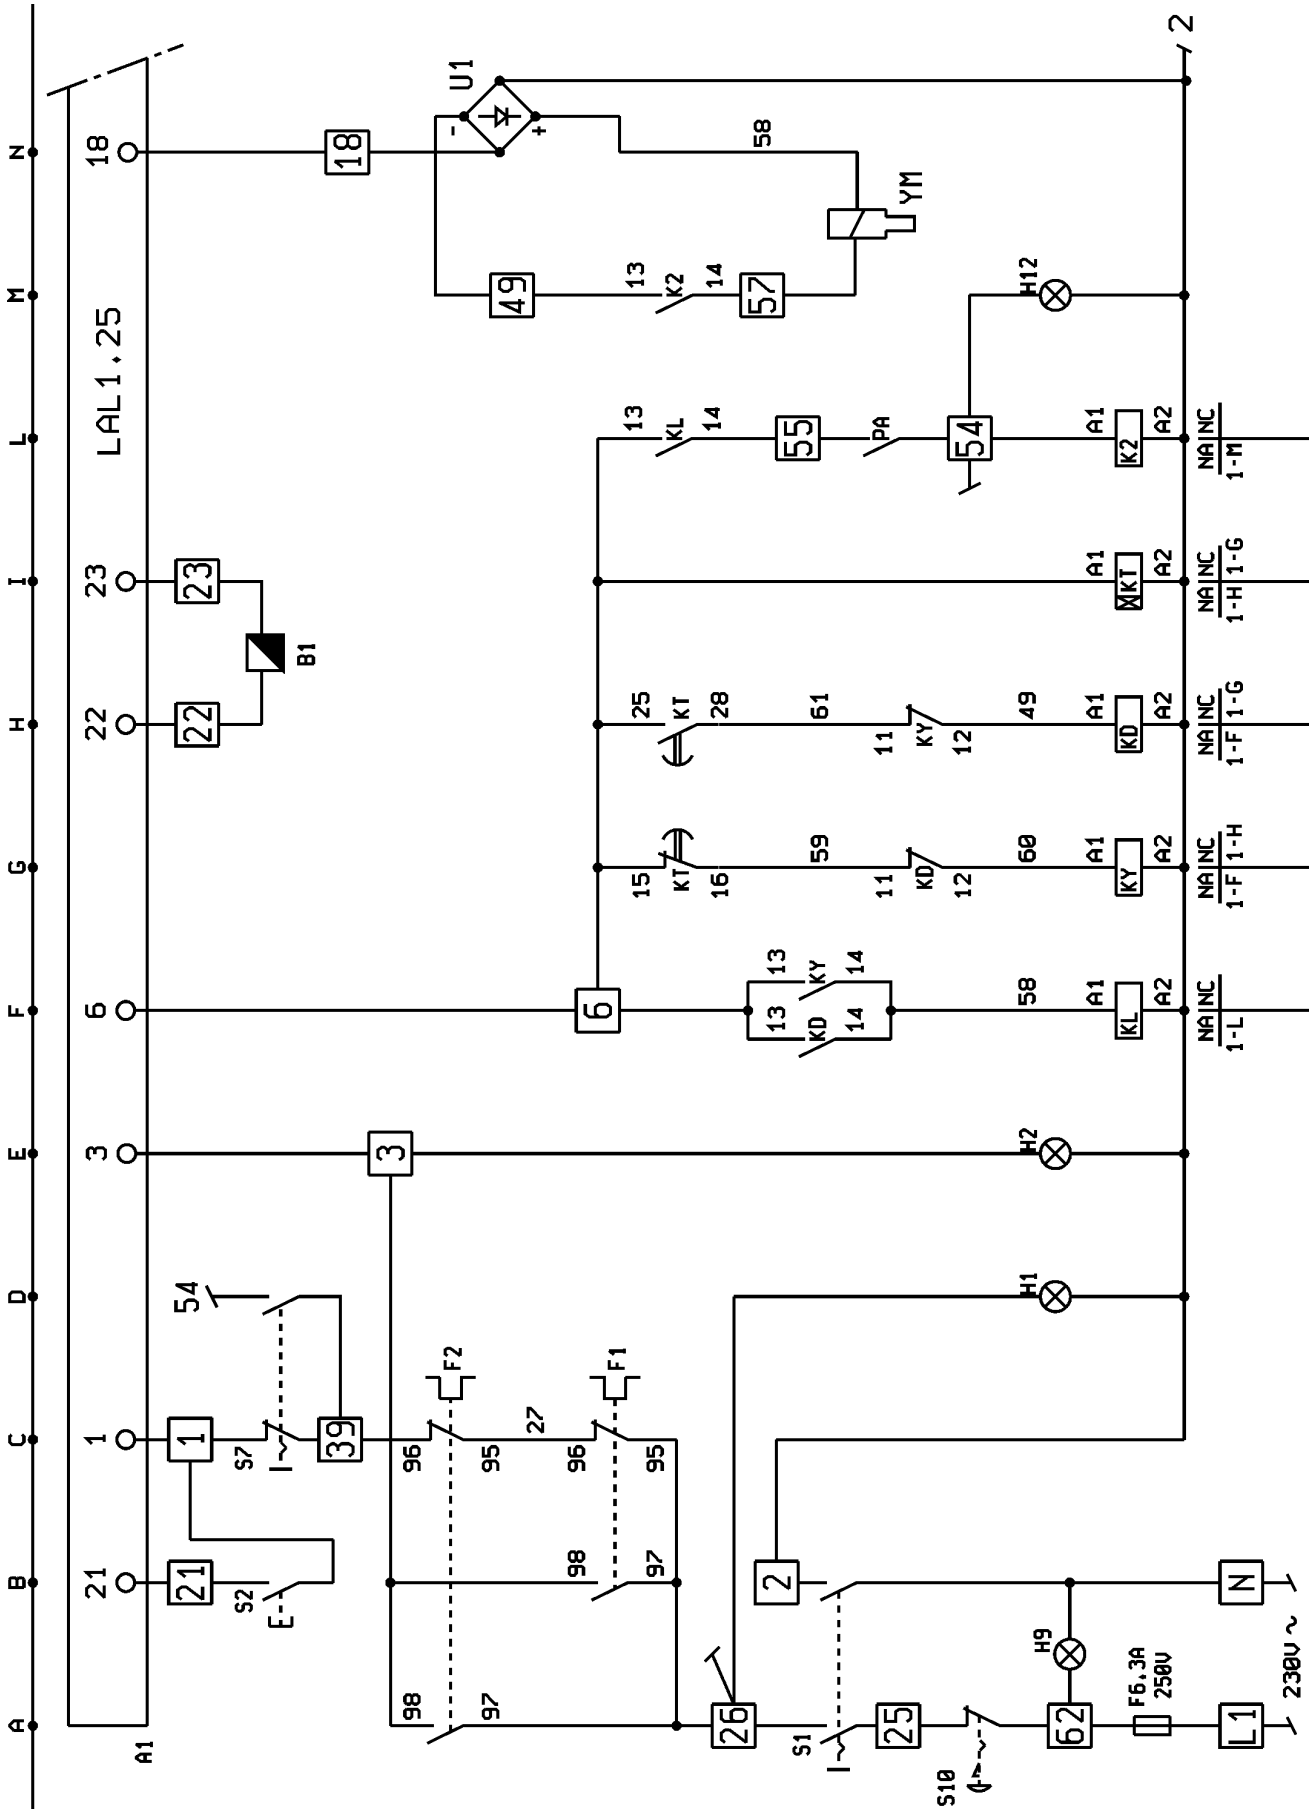 A B C D E F G H I L M N
21 1 3 6 22 23 LAL1.25 18
A1
21 1 54 22 23
S2 S7
B1
39 18
3
98 96
F2 - U1
97 95
49
27 +
98 96
6
F1
97 95 15 25 13 13
KT KT KL K2
16 28 14 14
26 57 58
2 13 13
55
S1 KD KY 59 61
14 14
11 11 PA
25 YM
KD KY
S10 12 12
54
H1 H2 58 60 49 H12
H9
62
A1 A1 A1 A1 A1
F6.3A KL KY KD KT K2
250V A2 A2 A2 A2 A2
2
NA NC NA NC NA NC NA NC NA NC
L1 N 1-L 1-F 1-H 1-F 1-G 1-H 1-G 1-M
230V ~